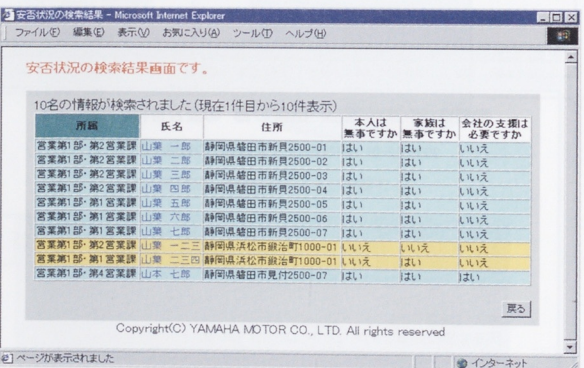 安否状況の検索結果 - Microsoft Internet Explorer
ファイル(F) 編集(E) 表示(V) お気に入り(A) ツール(T) ヘルプ(H)
安否状況の検索結果画面です。
10名の情報が検索されました(現在1件目から10件表示)
所属 氏名 住所 本人は無事ですか 家族は無事ですか 会社の支援は必要ですか
営業第1部・第2営業課 山葉 一郎 静岡県磐田市新貝2500-01 はい はい いいえ
営業第1部・第2営業課 山葉 二郎 静岡県磐田市新貝2500-02 はい はい いいえ
営業第1部・第2営業課 山葉 三郎 静岡県磐田市新貝2500-03 はい はい いいえ
営業第1部・第2営業課 山葉 四郎 静岡県磐田市新貝2500-04 はい はい いいえ
営業第1部・第1営業課 山葉 五郎 静岡県磐田市新貝2500-05 はい はい いいえ
営業第1部・第1営業課 山葉 六郎 静岡県磐田市新貝2500-06 はい はい いいえ
営業第1部・第1営業課 山葉 七郎 静岡県磐田市新貝2500-07 はい はい いいえ
営業第1部・第2営業課 山葉 一二三 静岡県浜松市鍛治町1000-01 いいえ いいえ いいえ
営業第1部・第1営業課 山葉 二三四 静岡県浜松市鍛治町1000-01 いいえ はい いいえ
営業第1部・第4営業課 山本 七郎 静岡県磐田市見付2500-07 はい はい はい
戻る
Copyright(C) YAMAHA MOTOR CO., LTD. All rights reserved
ページが表示されました インターネット